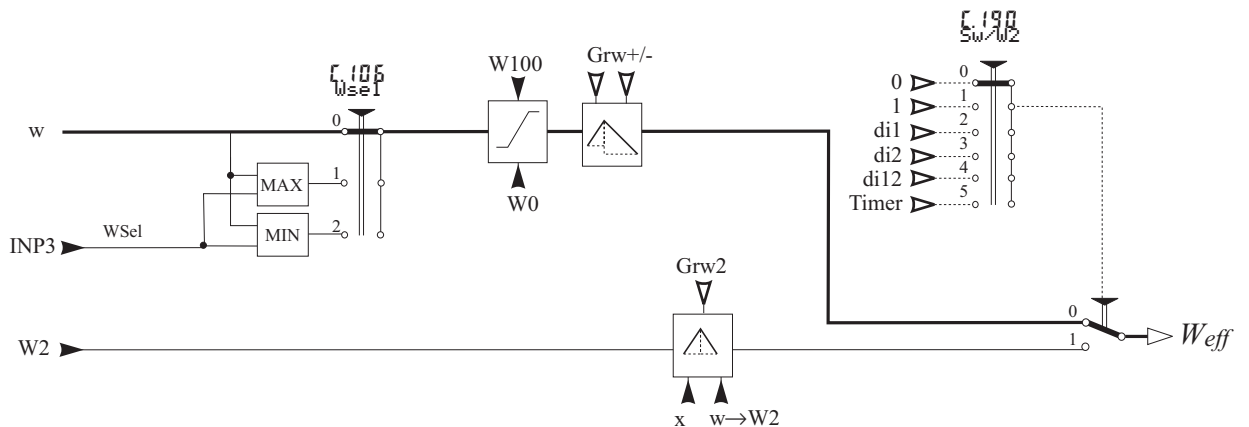 C.106
Wsel
C.190
Sw/W2
W100
Grw+/-
w
0
MAX
1
MIN
2
INP3
WSel
W0
0
0
1
1
di1
2
di2
3
di12
4
Timer
5
Grw2
W2
x
w→W2
0
1
Weff